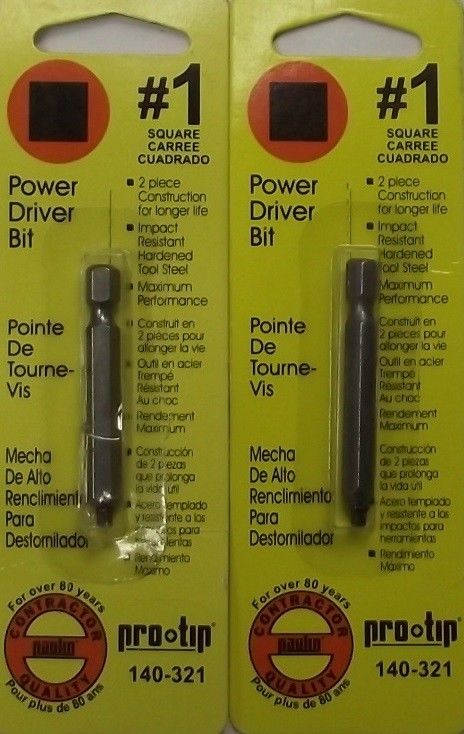 #1
SQUARE
CARREE
CUADRADO
Power
Driver
Bit
2 piece
Construction
for longer life
Impact
Resistant
Hardened
Tool Steel
Maximum
Performance
Pointe
De
Tourne-
Vis
Construit en
2 pièces pour
allonger la vie
Outil en acier
Trempé
Résistant
Au choc
Rendement
Maximum
Mecha
De Alto
Renclimient
Para
Destornilador
Construcción
de 2 piezas
que prolonga
la vida útil
Acero templado
y resistente a los
impactos para
Rendimiento
Máximo
For over 80 years
CONTRACTOR
paulin
QUALITY
Pour plus de 80 ans
pro tip
140-321
#1
SQUARE
CARREE
CUADRADO
Power
Driver
Bit
2 piece
Construction
for longer life
Impact
Resistant
Hardened
Tool Steel
Maximum
Performance
Pointe
De
Tourne-
Vis
Construit en
2 pièces pour
allonger la vie
Outil en acier
Trempé
Résistant
Au choc
Rendement
Maximum
Mecha
De Alto
Renclimiento
Para
Destornilador
Construcción
de 2 piezas
que prolonga
la vida útil
Acero templado
y resistente a los
impactos para
herramientas
Rendimiento
Máximo
For over 80 years
CONTRACTOR
paulin
QUALITY
Pour plus de 80 ans
pro tip
140-321